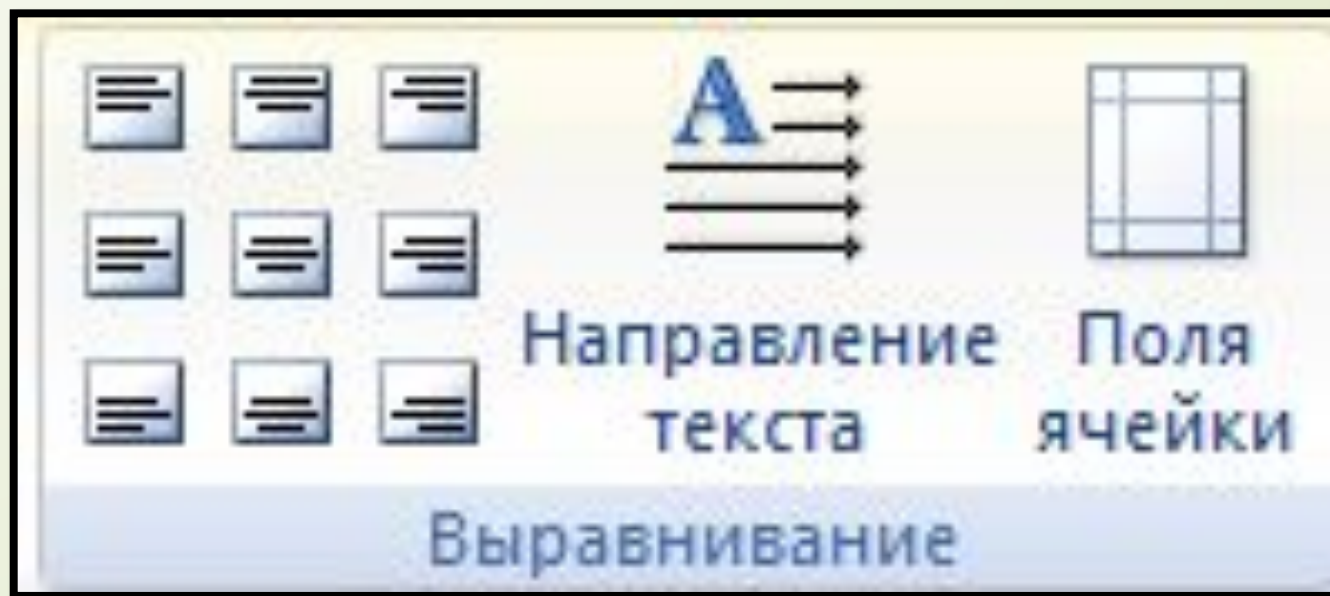 A
Направление
текста
Поля
ячейки
Выравнивание